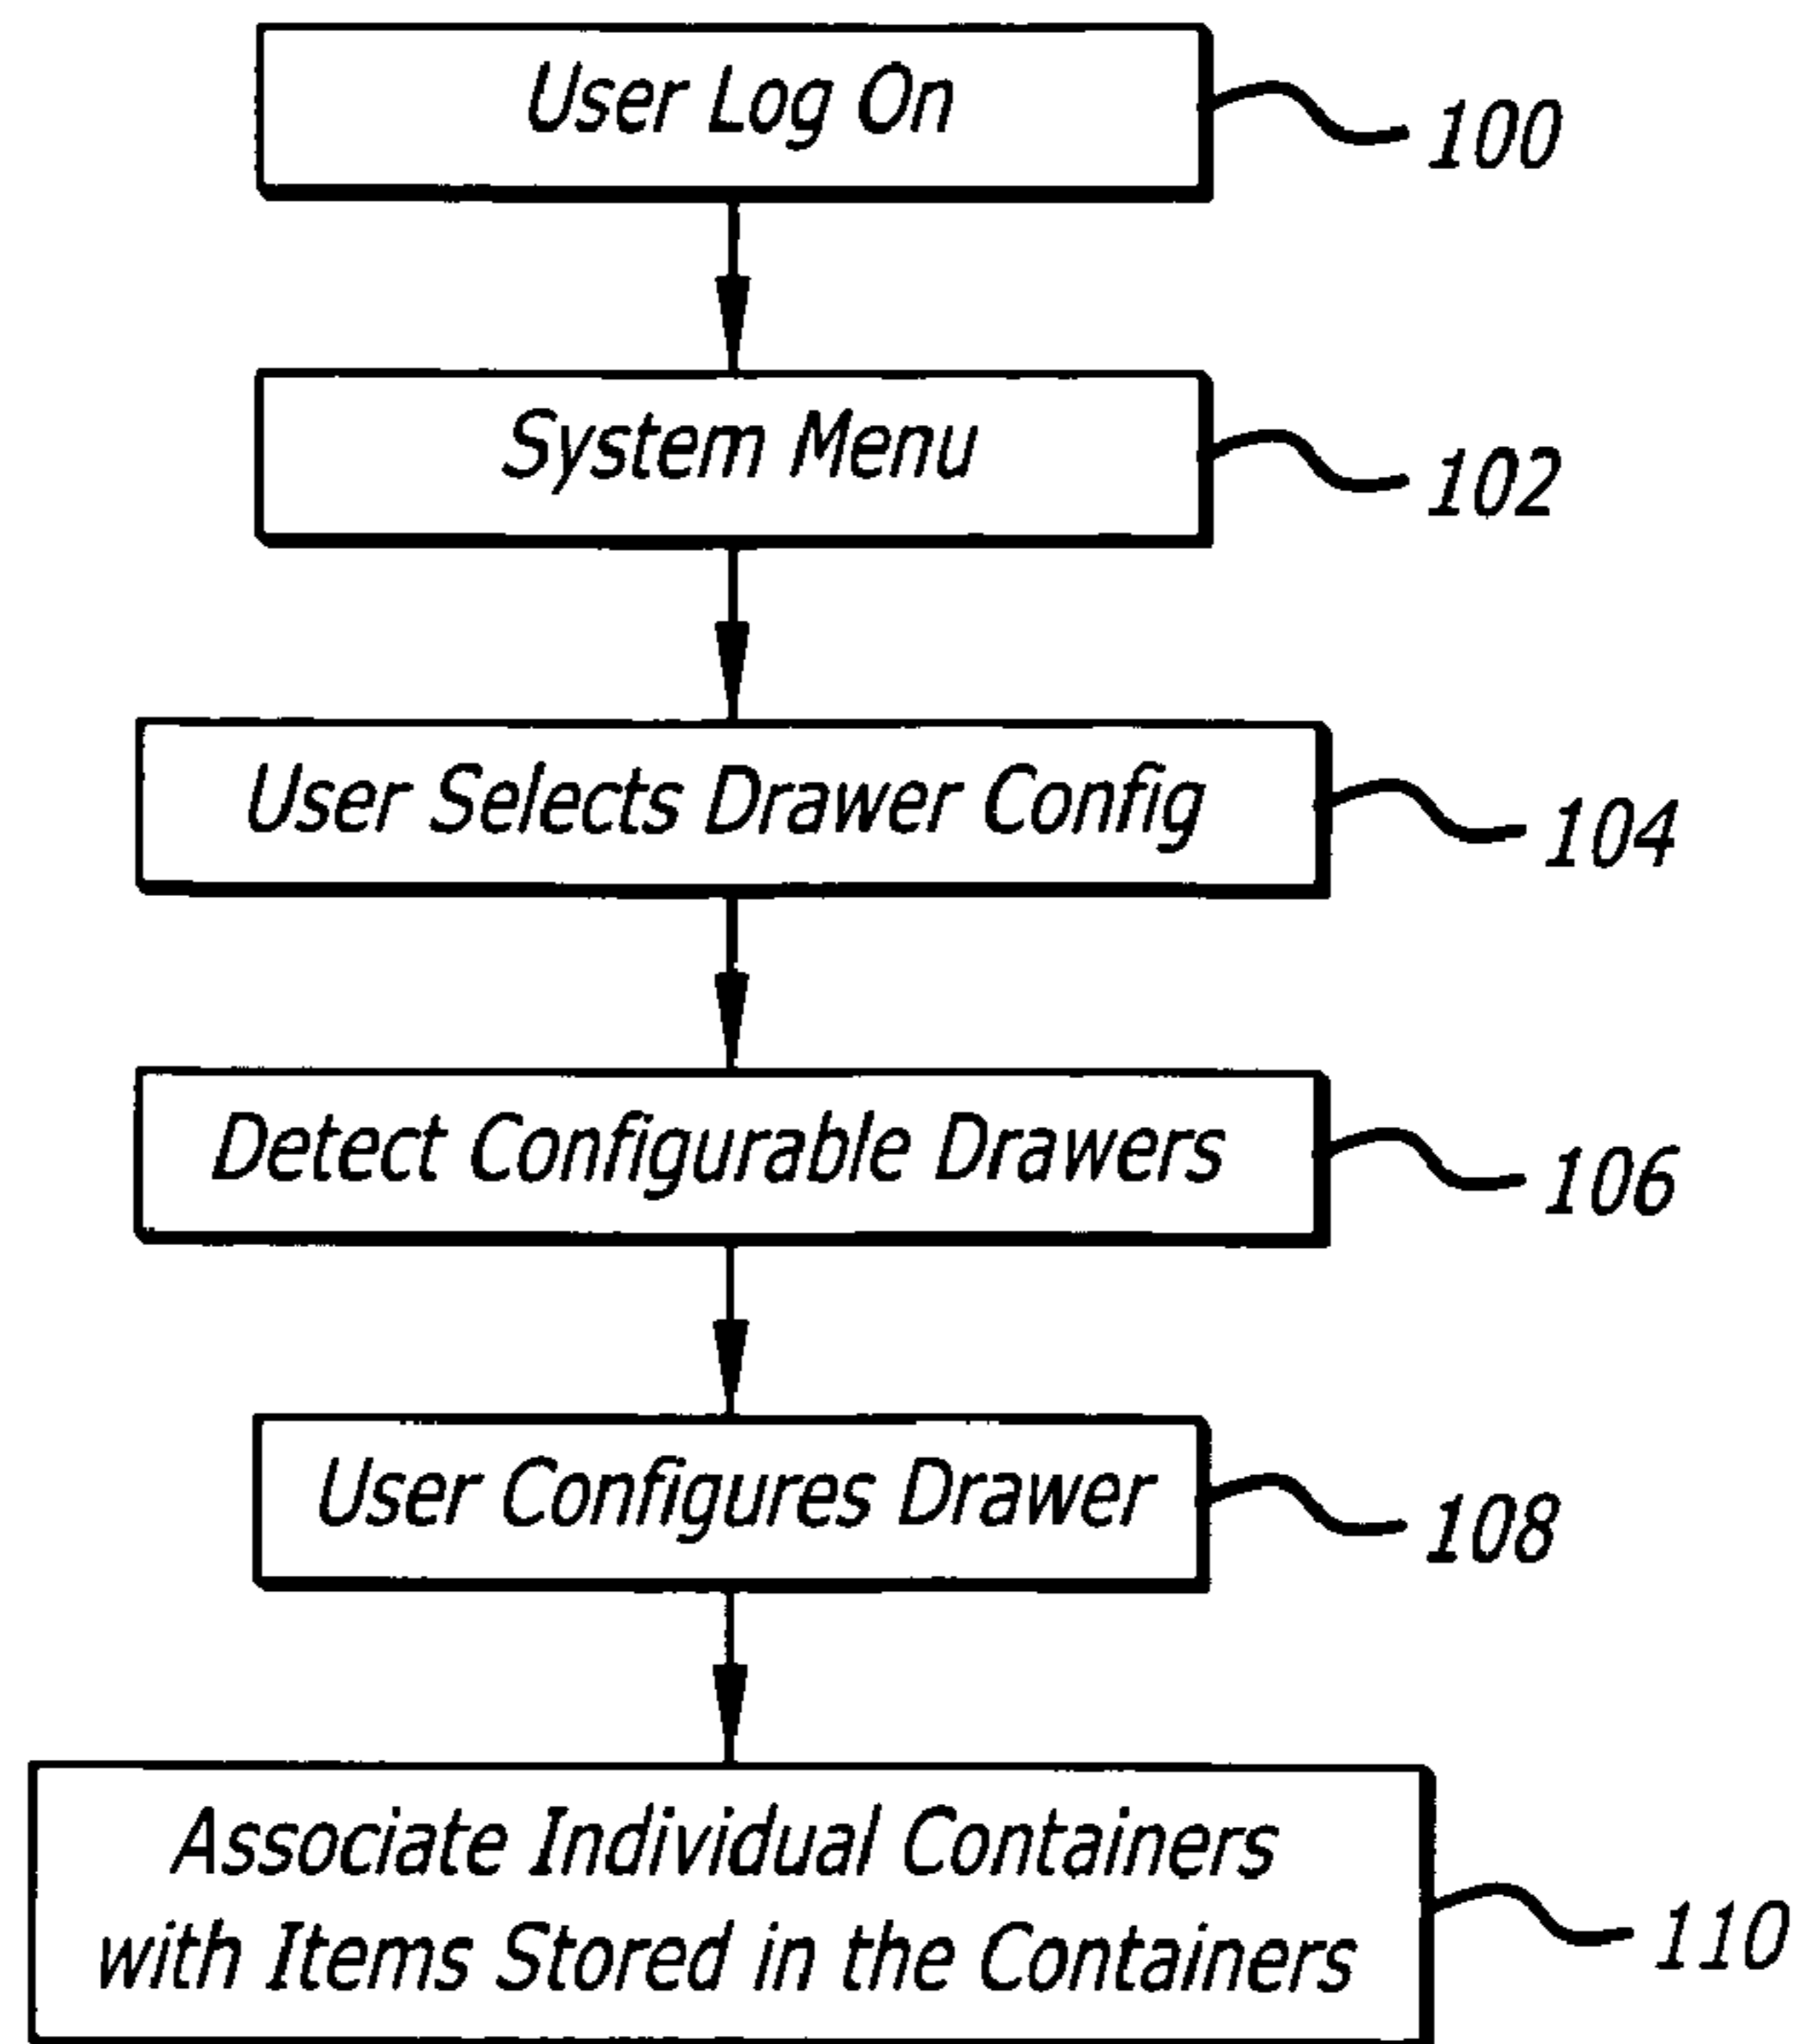 User Log On
100
System Menu
102
User Selects Drawer Config
104
Detect Configurable Drawers
106
User Configures Drawer
108
Associate Individual Containers
with Items Stored in the Containers
110